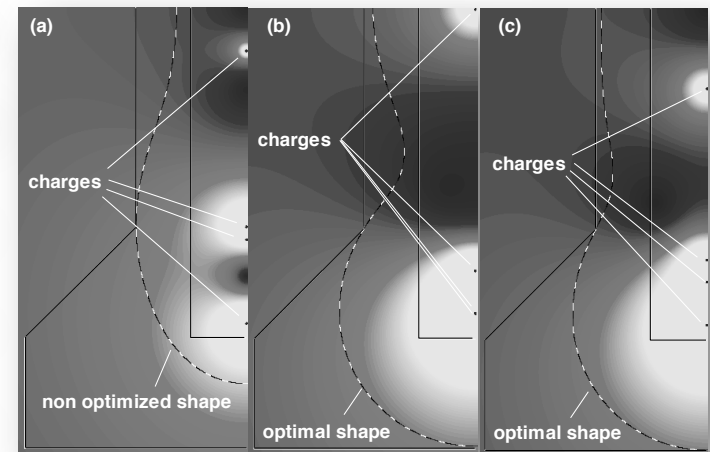 (a)
(b)
(c)
charges
charges
charges
non optimized shape
optimal shape
optimal shape